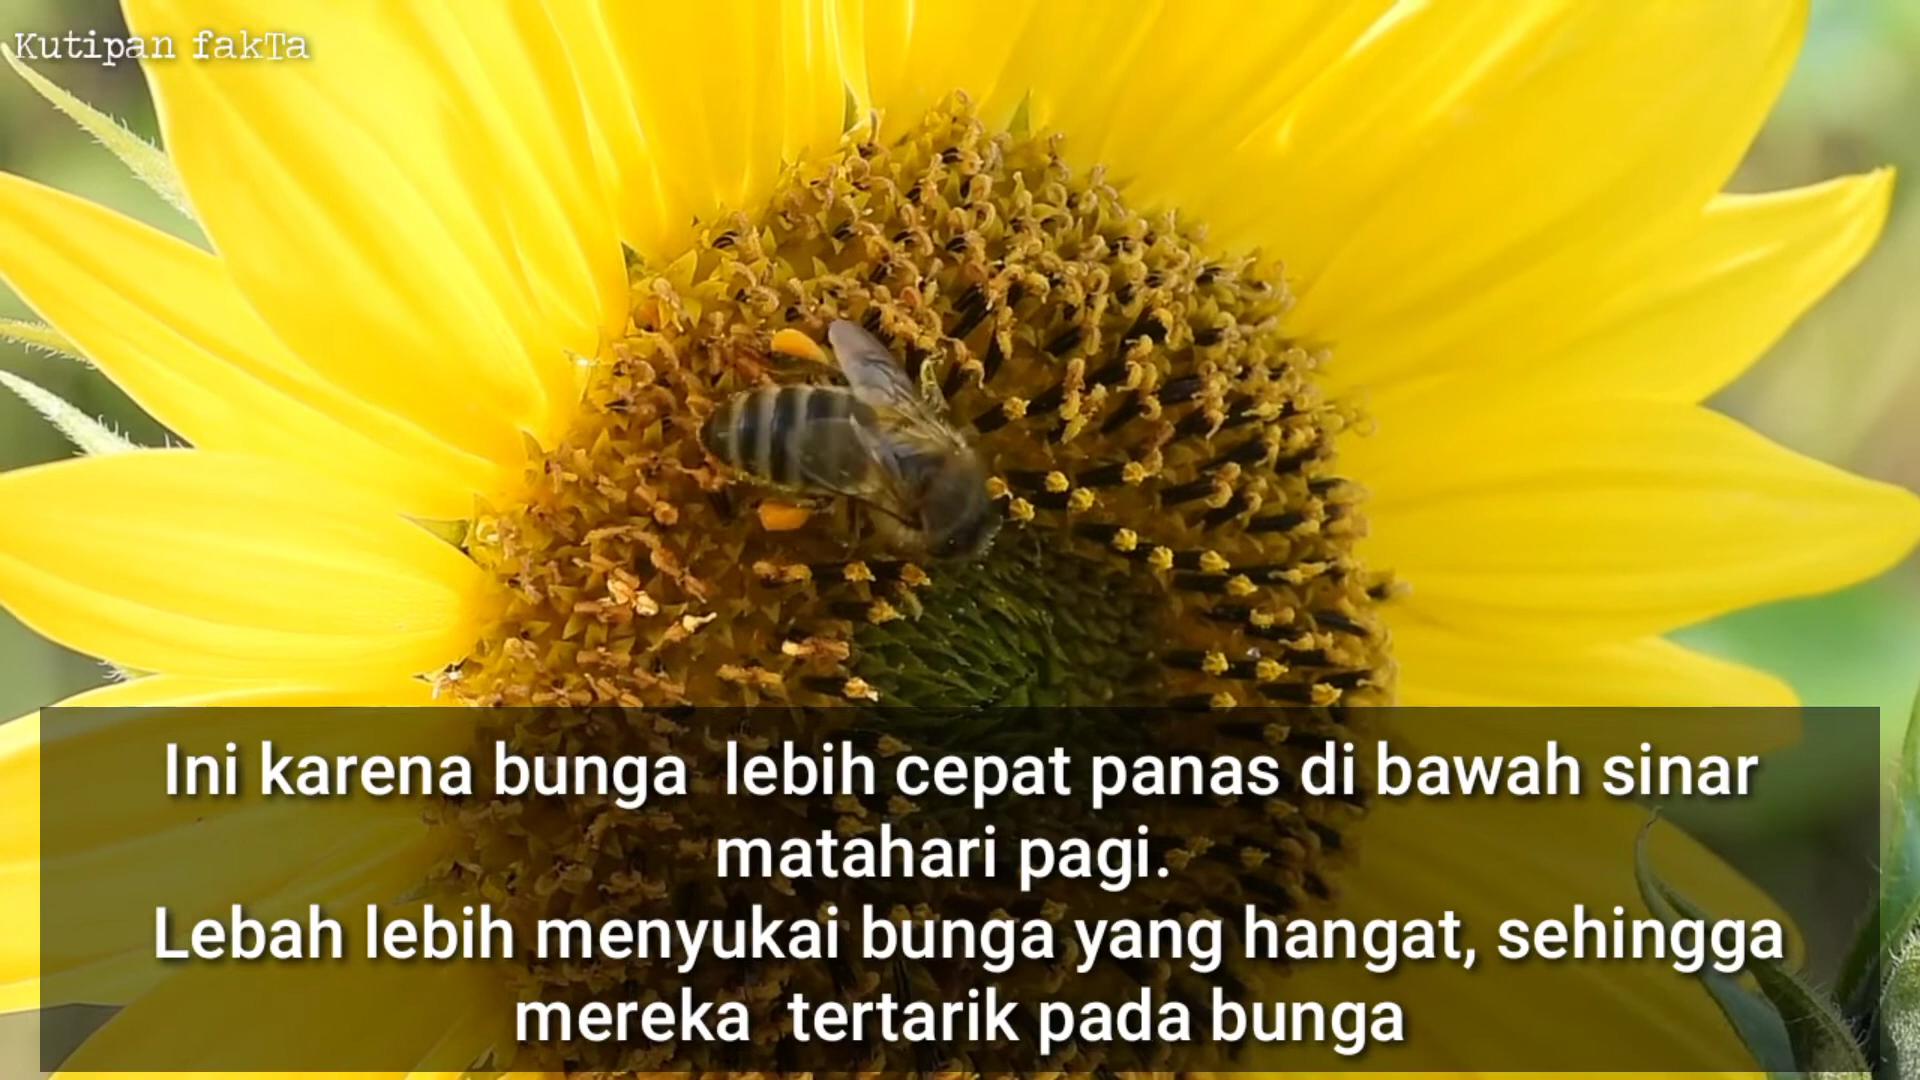 Kutipan fakTa
Ini karena bunga lebih cepat panas di bawah sinar
matahari pagi.
Lebah lebih menyukai bunga yang hangat, sehingga
mereka tertarik pada bunga